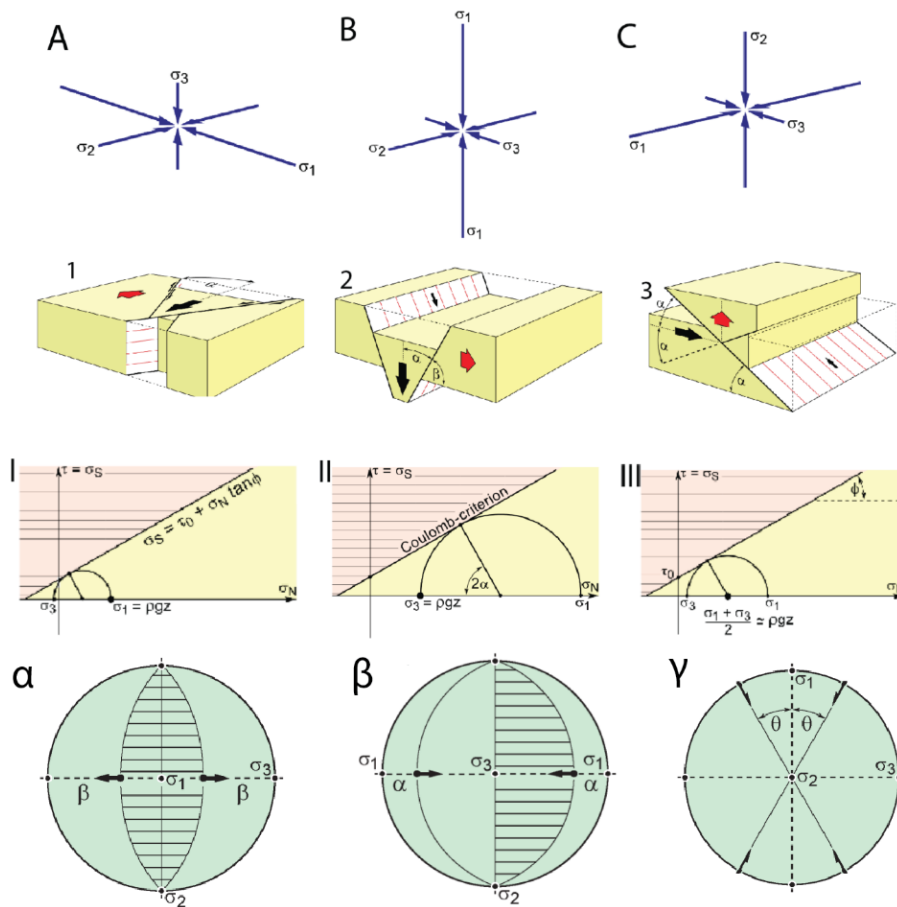 A
B
C
σ1
σ2
σ3
σ2
σ3
σ2
σ3
σ1
σ1
σ1
1
2
3
α
α
β
α
α
α
I
II
III
τ = σS
τ = σS
τ = σS
σS = τ0 + σN tanϕ
Coulomb-criterion
ϕ
2α
τ0
σN
σN
σ3
σ1 = ρgz
σ3 = ρgz
σ1
σ3
σ1
σ1 + σ3
2
≃ ρgz
α
β
γ
σ1
θ
θ
σ3
σ1
σ3
σ1
σ2
σ3
β
β
α
α
σ1
σ2
σ2